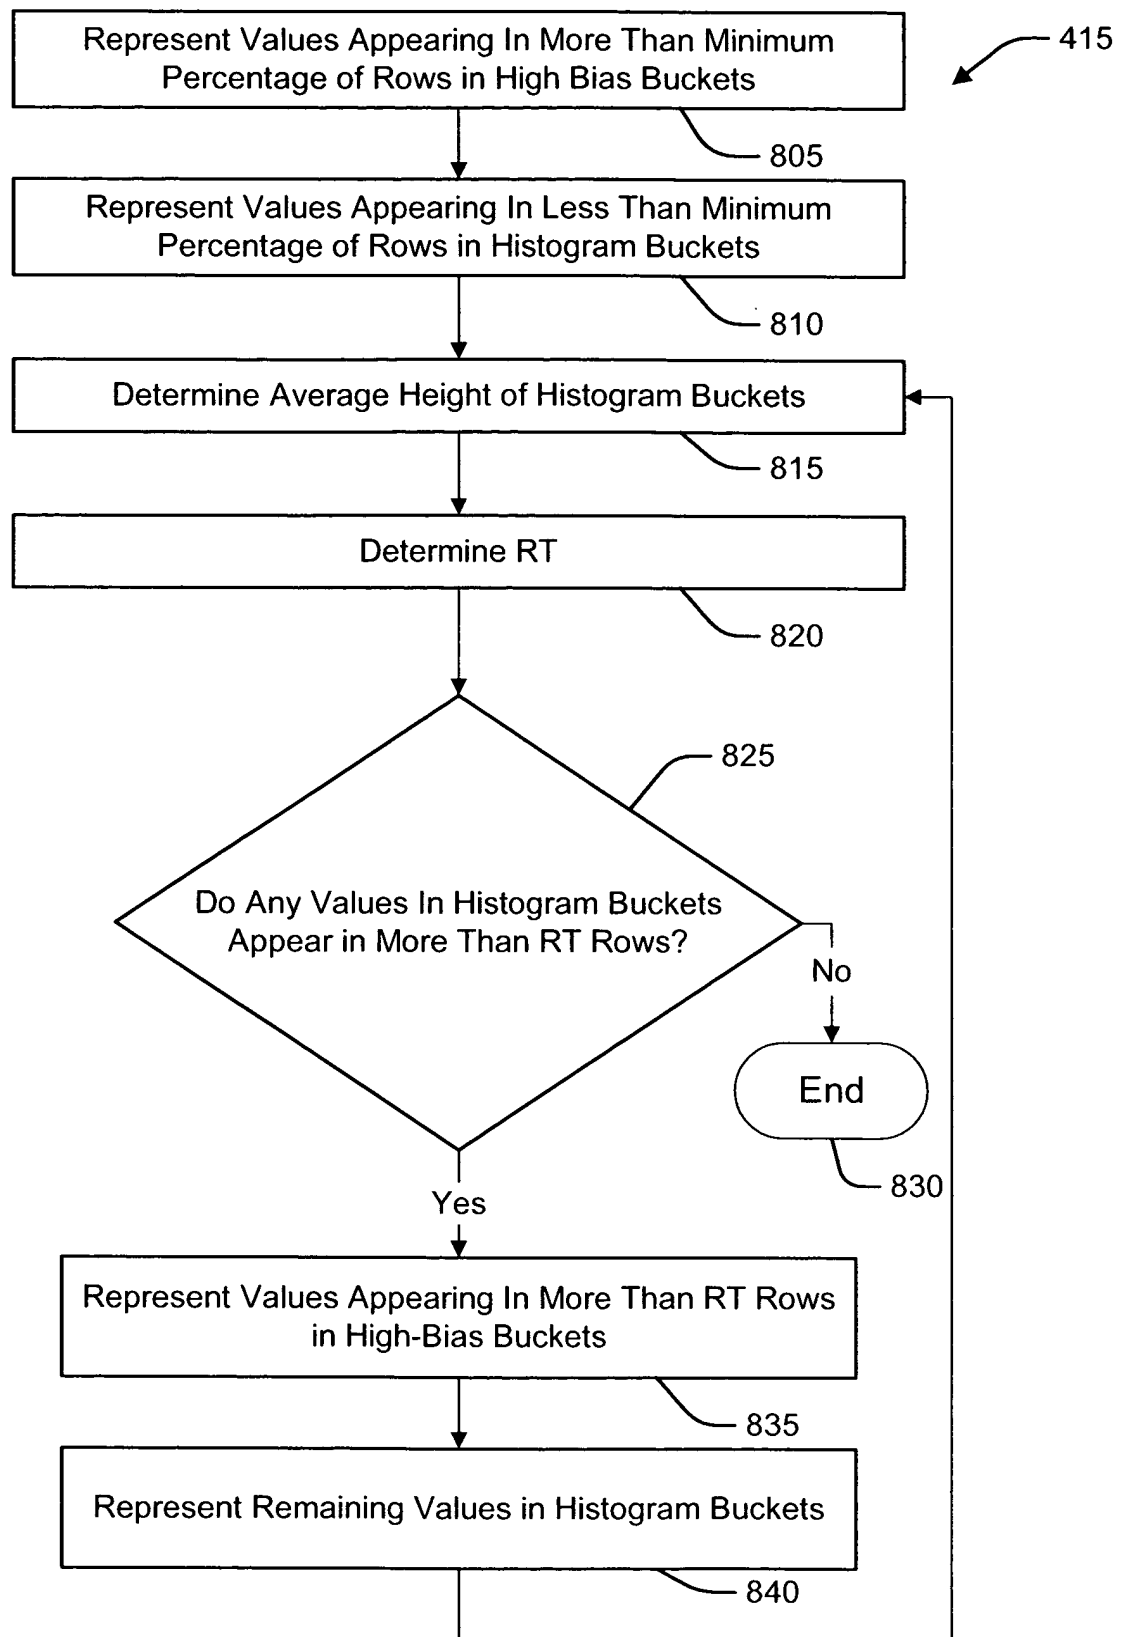 Represent Values Appearing In More Than Minimum
Percentage of Rows in High Bias Buckets
415
805
Represent Values Appearing In Less Than Minimum
Percentage of Rows in Histogram Buckets
810
Determine Average Height of Histogram Buckets
815
Determine RT
820
825
Do Any Values In Histogram Buckets
Appear in More Than RT Rows?
No
End
830
Yes
Represent Values Appearing In More Than RT Rows
in High-Bias Buckets
835
Represent Remaining Values in Histogram Buckets
840